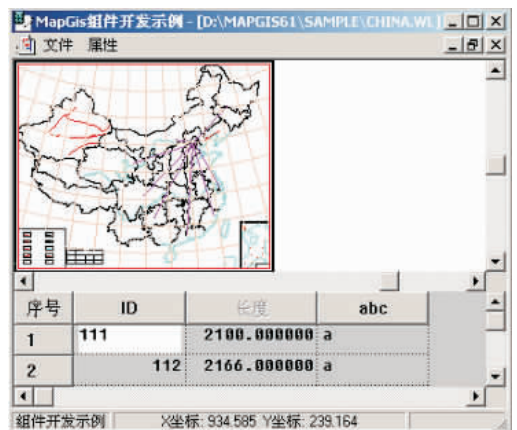 MapGis组件开发示例 - [D:\MAPGIS61\SAMPLE\CHINA.WL]
文件 属性
序号 ID 长度 abc
1 111 2100.000000 a
2 112 2166.000000 a
组件开发示例 X坐标: 934.585 Y坐标: 239.164